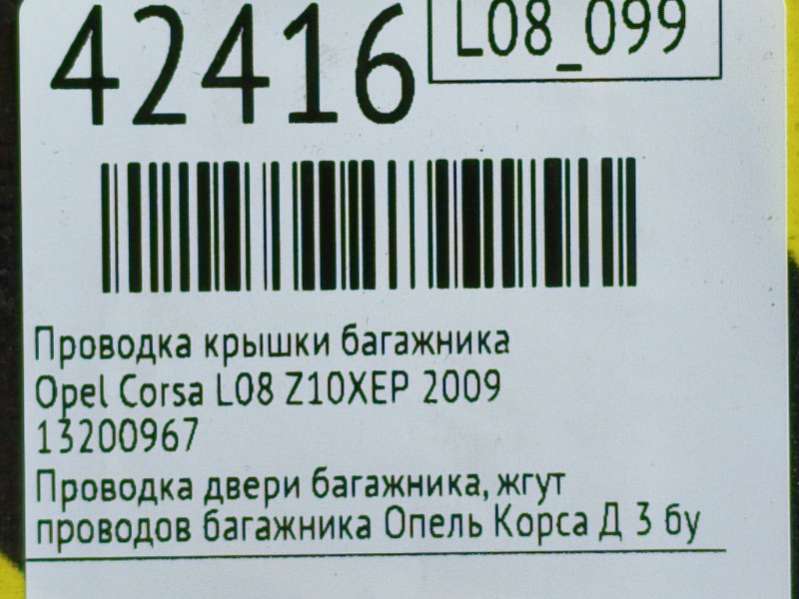 42416
L08_099
Проводка крышки багажника
Opel Corsa L08 Z10XEP 2009
13200967
Проводка двери багажника, жгут
проводов багажника Опель Корса Д 3 бу